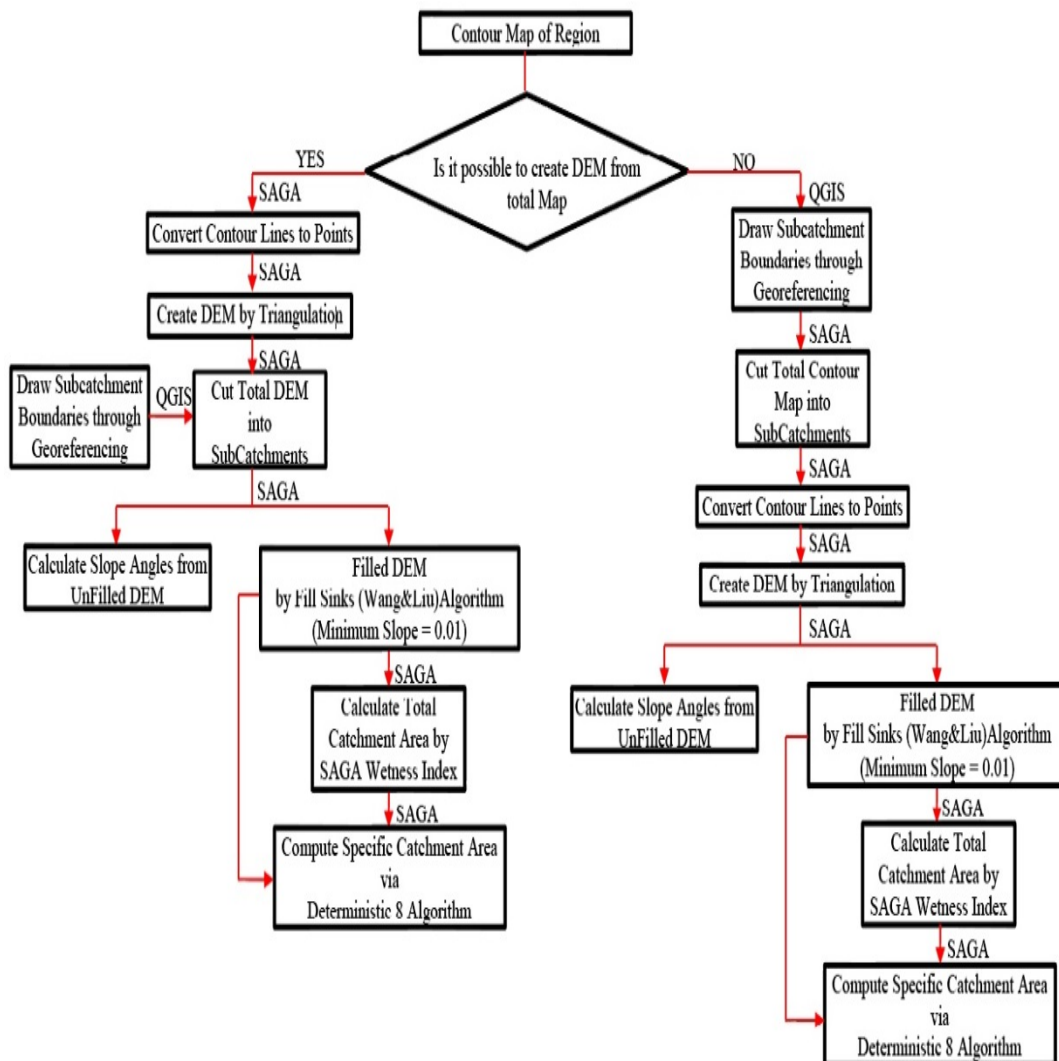 Contour Map of Region
Is it possible to create DEM from
total Map
YES
SAGA
Convert Contour Lines to Points
SAGA
Create DEM by Triangulation
SAGA
Draw Subcatchment
Boundaries through
Georeferencing
QGIS
Cut Total DEM
into
SubCatchments
SAGA
Calculate Slope Angles from
UnFilled DEM
Filled DEM
by Fill Sinks (Wang&Liu)Algorithm
(Minimum Slope = 0.01)
SAGA
Calculate Total
Catchment Area by
SAGA Wetness Index
SAGA
Compute Specific Catchment Area
via
Deterministic 8 Algorithm
NO
QGIS
Draw Subcatchment
Boundaries through
Georeferencing
SAGA
Cut Total Contour
Map into
SubCatchments
SAGA
Convert Contour Lines to Points
SAGA
Create DEM by Triangulation
SAGA
Calculate Slope Angles from
UnFilled DEM
Filled DEM
by Fill Sinks (Wang&Liu)Algorithm
(Minimum Slope = 0.01)
SAGA
Calculate Total
Catchment Area by
SAGA Wetness Index
SAGA
Compute Specific Catchment Area
via
Deterministic 8 Algorithm